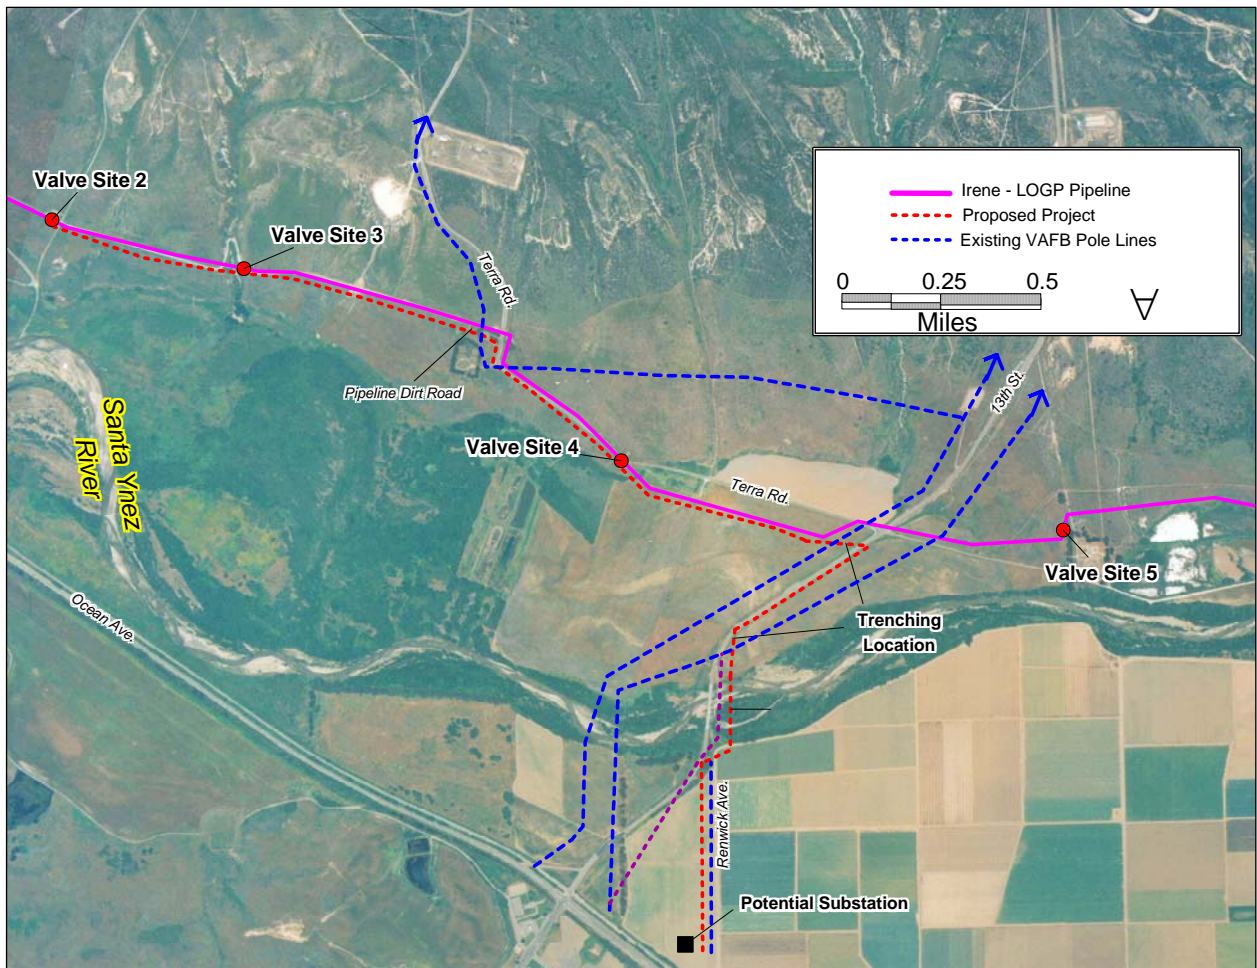 Valve Site 2
Valve Site 3
Terra Rd.
Irene - LOGP Pipeline
Proposed Project
Existing VAFB Pole Lines
0 0.25 0.5
Miles
Pipeline Dirt Road
13th St.
Santa Ynez
River
Valve Site 4
Terra Rd.
Valve Site 5
Ocean Ave.
Trenching
Location
Renwick Ave.
Potential Substation